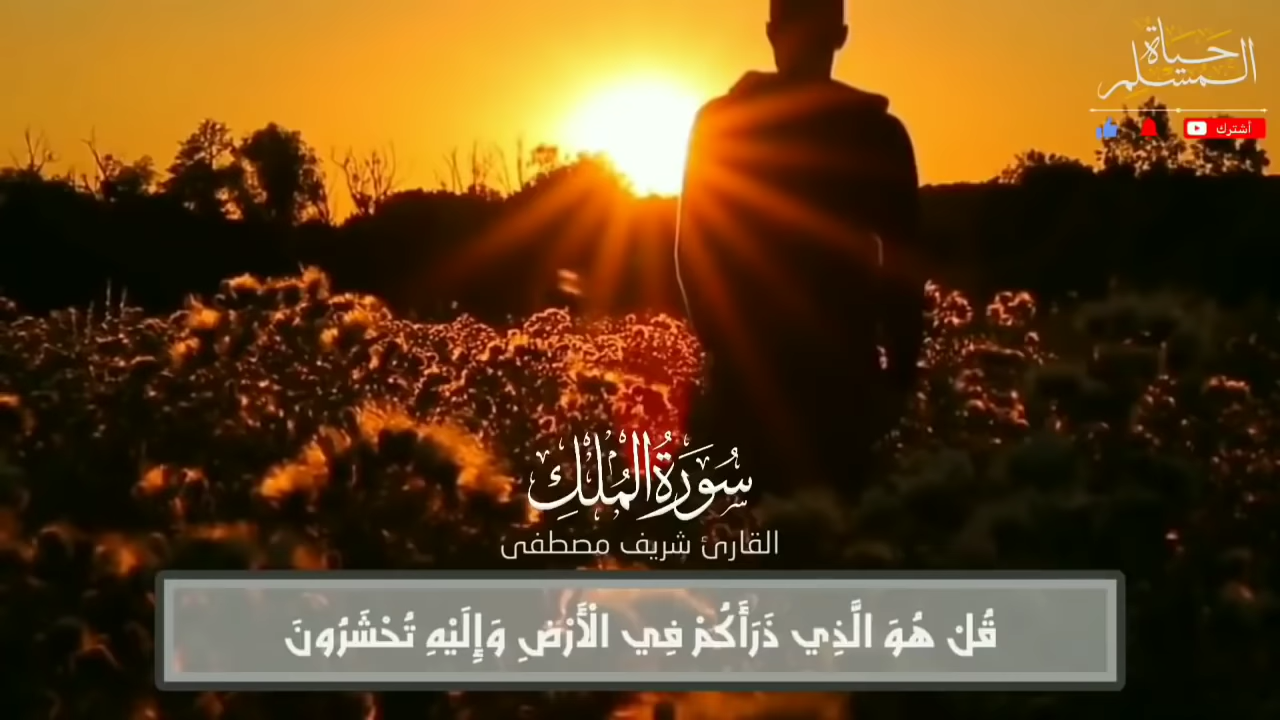 حياة
المسلم
أشترك
سُورَةُ المُلْكِ
القارئ شريف مصطفى
قُلْ هُوَ الَّذِي ذَرَأَكُمْ فِي الْأَرْضِ وَإِلَيْهِ تُحْشَرُونَ